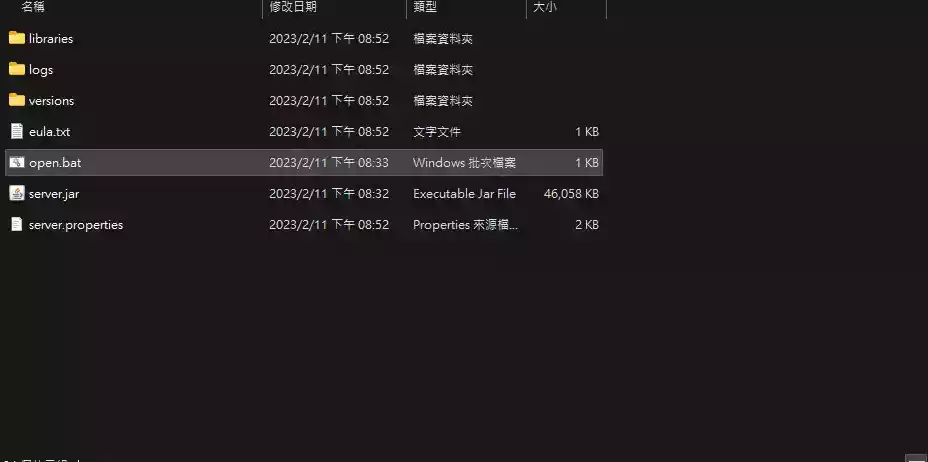 名稱 修改日期 類型 大小
libraries 2023/2/11 下午 08:52 檔案資料夾
logs 2023/2/11 下午 08:52 檔案資料夾
versions 2023/2/11 下午 08:52 檔案資料夾
eula.txt 2023/2/11 下午 08:52 文字文件 1 KB
open.bat 2023/2/11 下午 08:33 Windows 批次檔案 1 KB
server.jar 2023/2/11 下午 08:32 Executable Jar File 46,058 KB
server.properties 2023/2/11 下午 08:52 Properties 來源檔... 2 KB